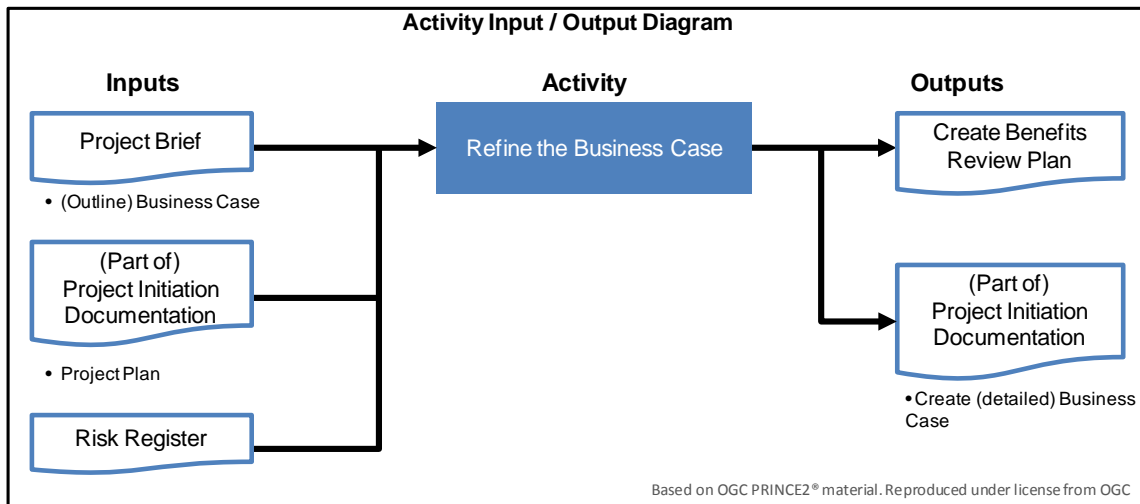 Activity Input / Output Diagram
Inputs
Activity
Outputs
Project Brief
• (Outline) Business Case
(Part of)
Project Initiation
Documentation
• Project Plan
Risk Register
Refine the Business Case
Create Benefits
Review Plan
(Part of)
Project Initiation
Documentation
• Create (detailed) Business
Case
Based on OGC PRINCE2® material. Reproduced under license from OGC